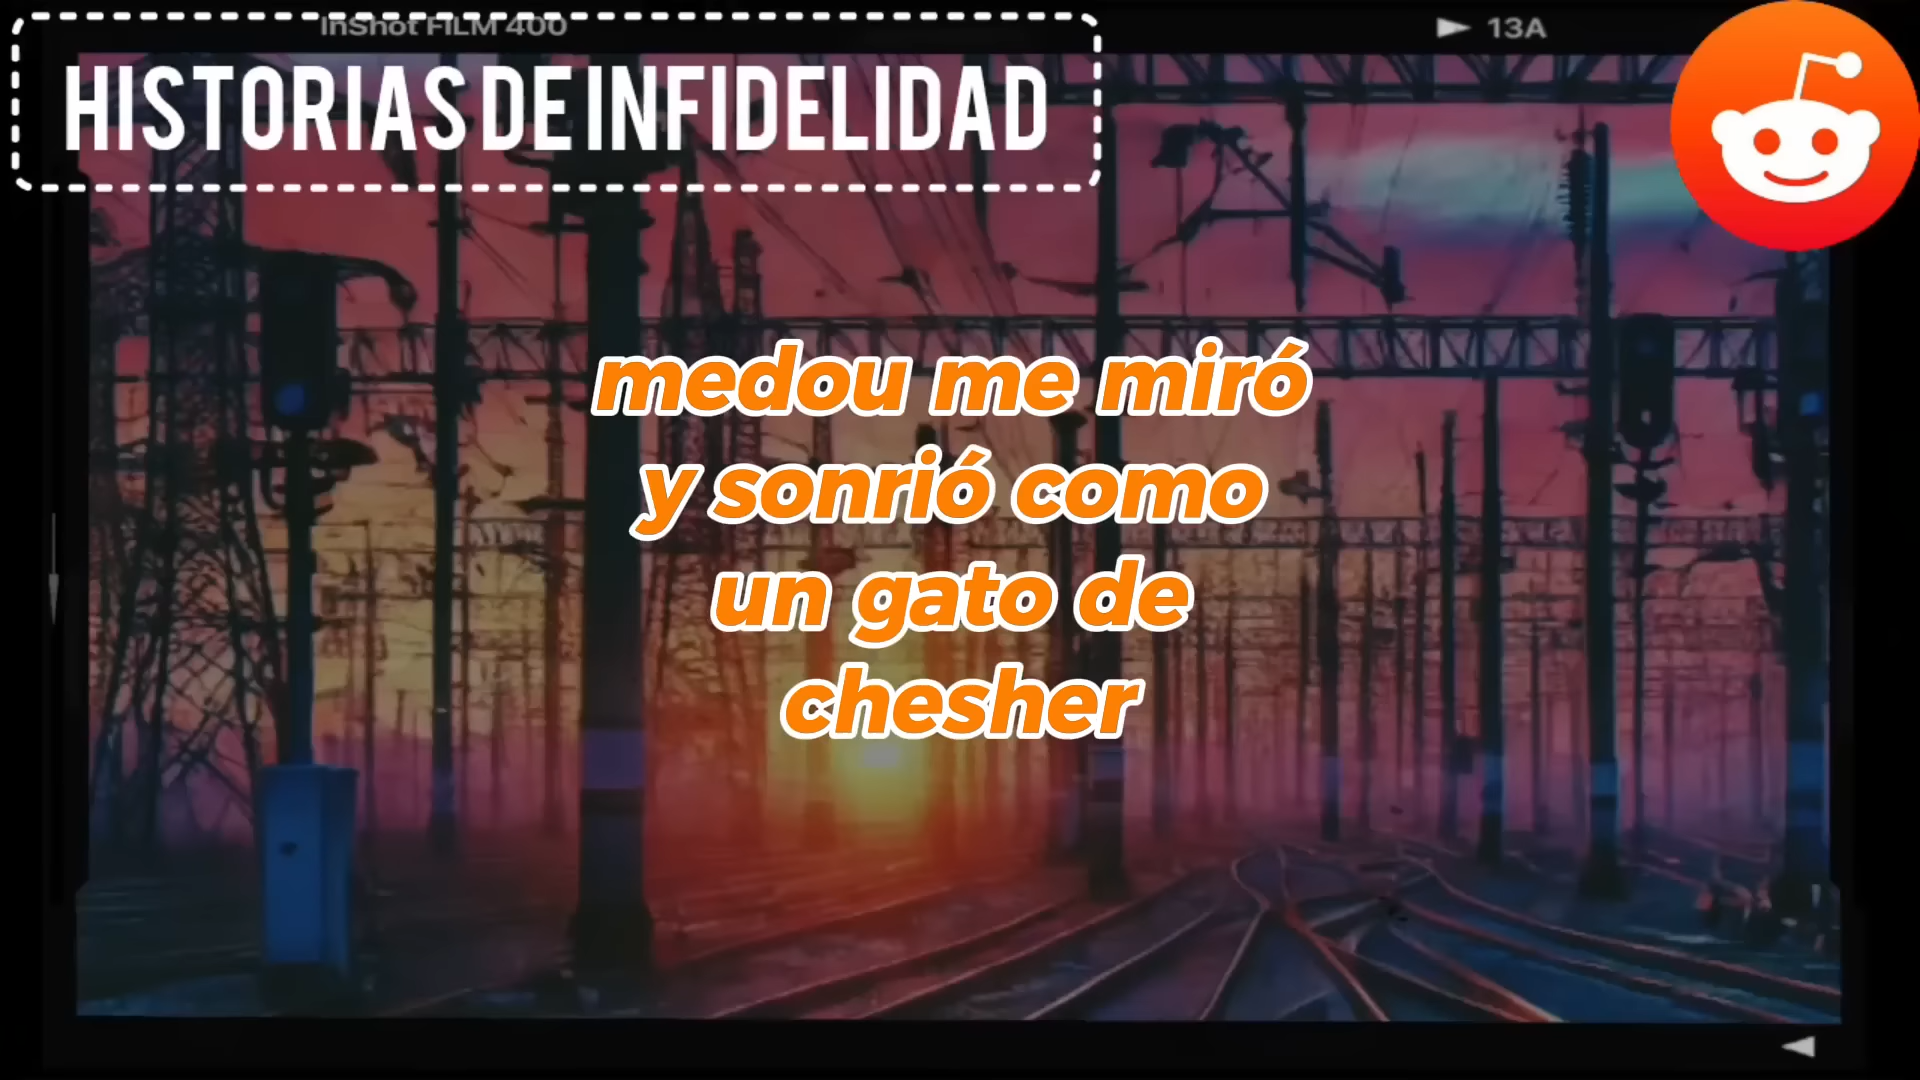 InShot FILM 400
13A
HISTORIAS DE INFIDELIDAD
medou me miró
y sonrió como
un gato de
chesher